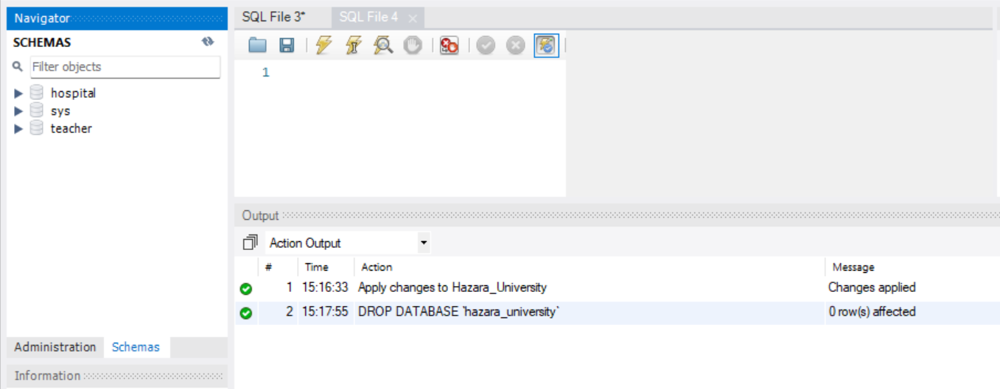 Navigator
SCHEMAS
Filter objects
hospital
sys
teacher
Administration Schemas
Information
SQL File 3* SQL File 4
1
Output
Action Output
# Time Action Message
1 15:16:33 Apply changes to Hazara_University Changes applied
2 15:17:55 DROP DATABASE `hazara_university` 0 row(s) affected